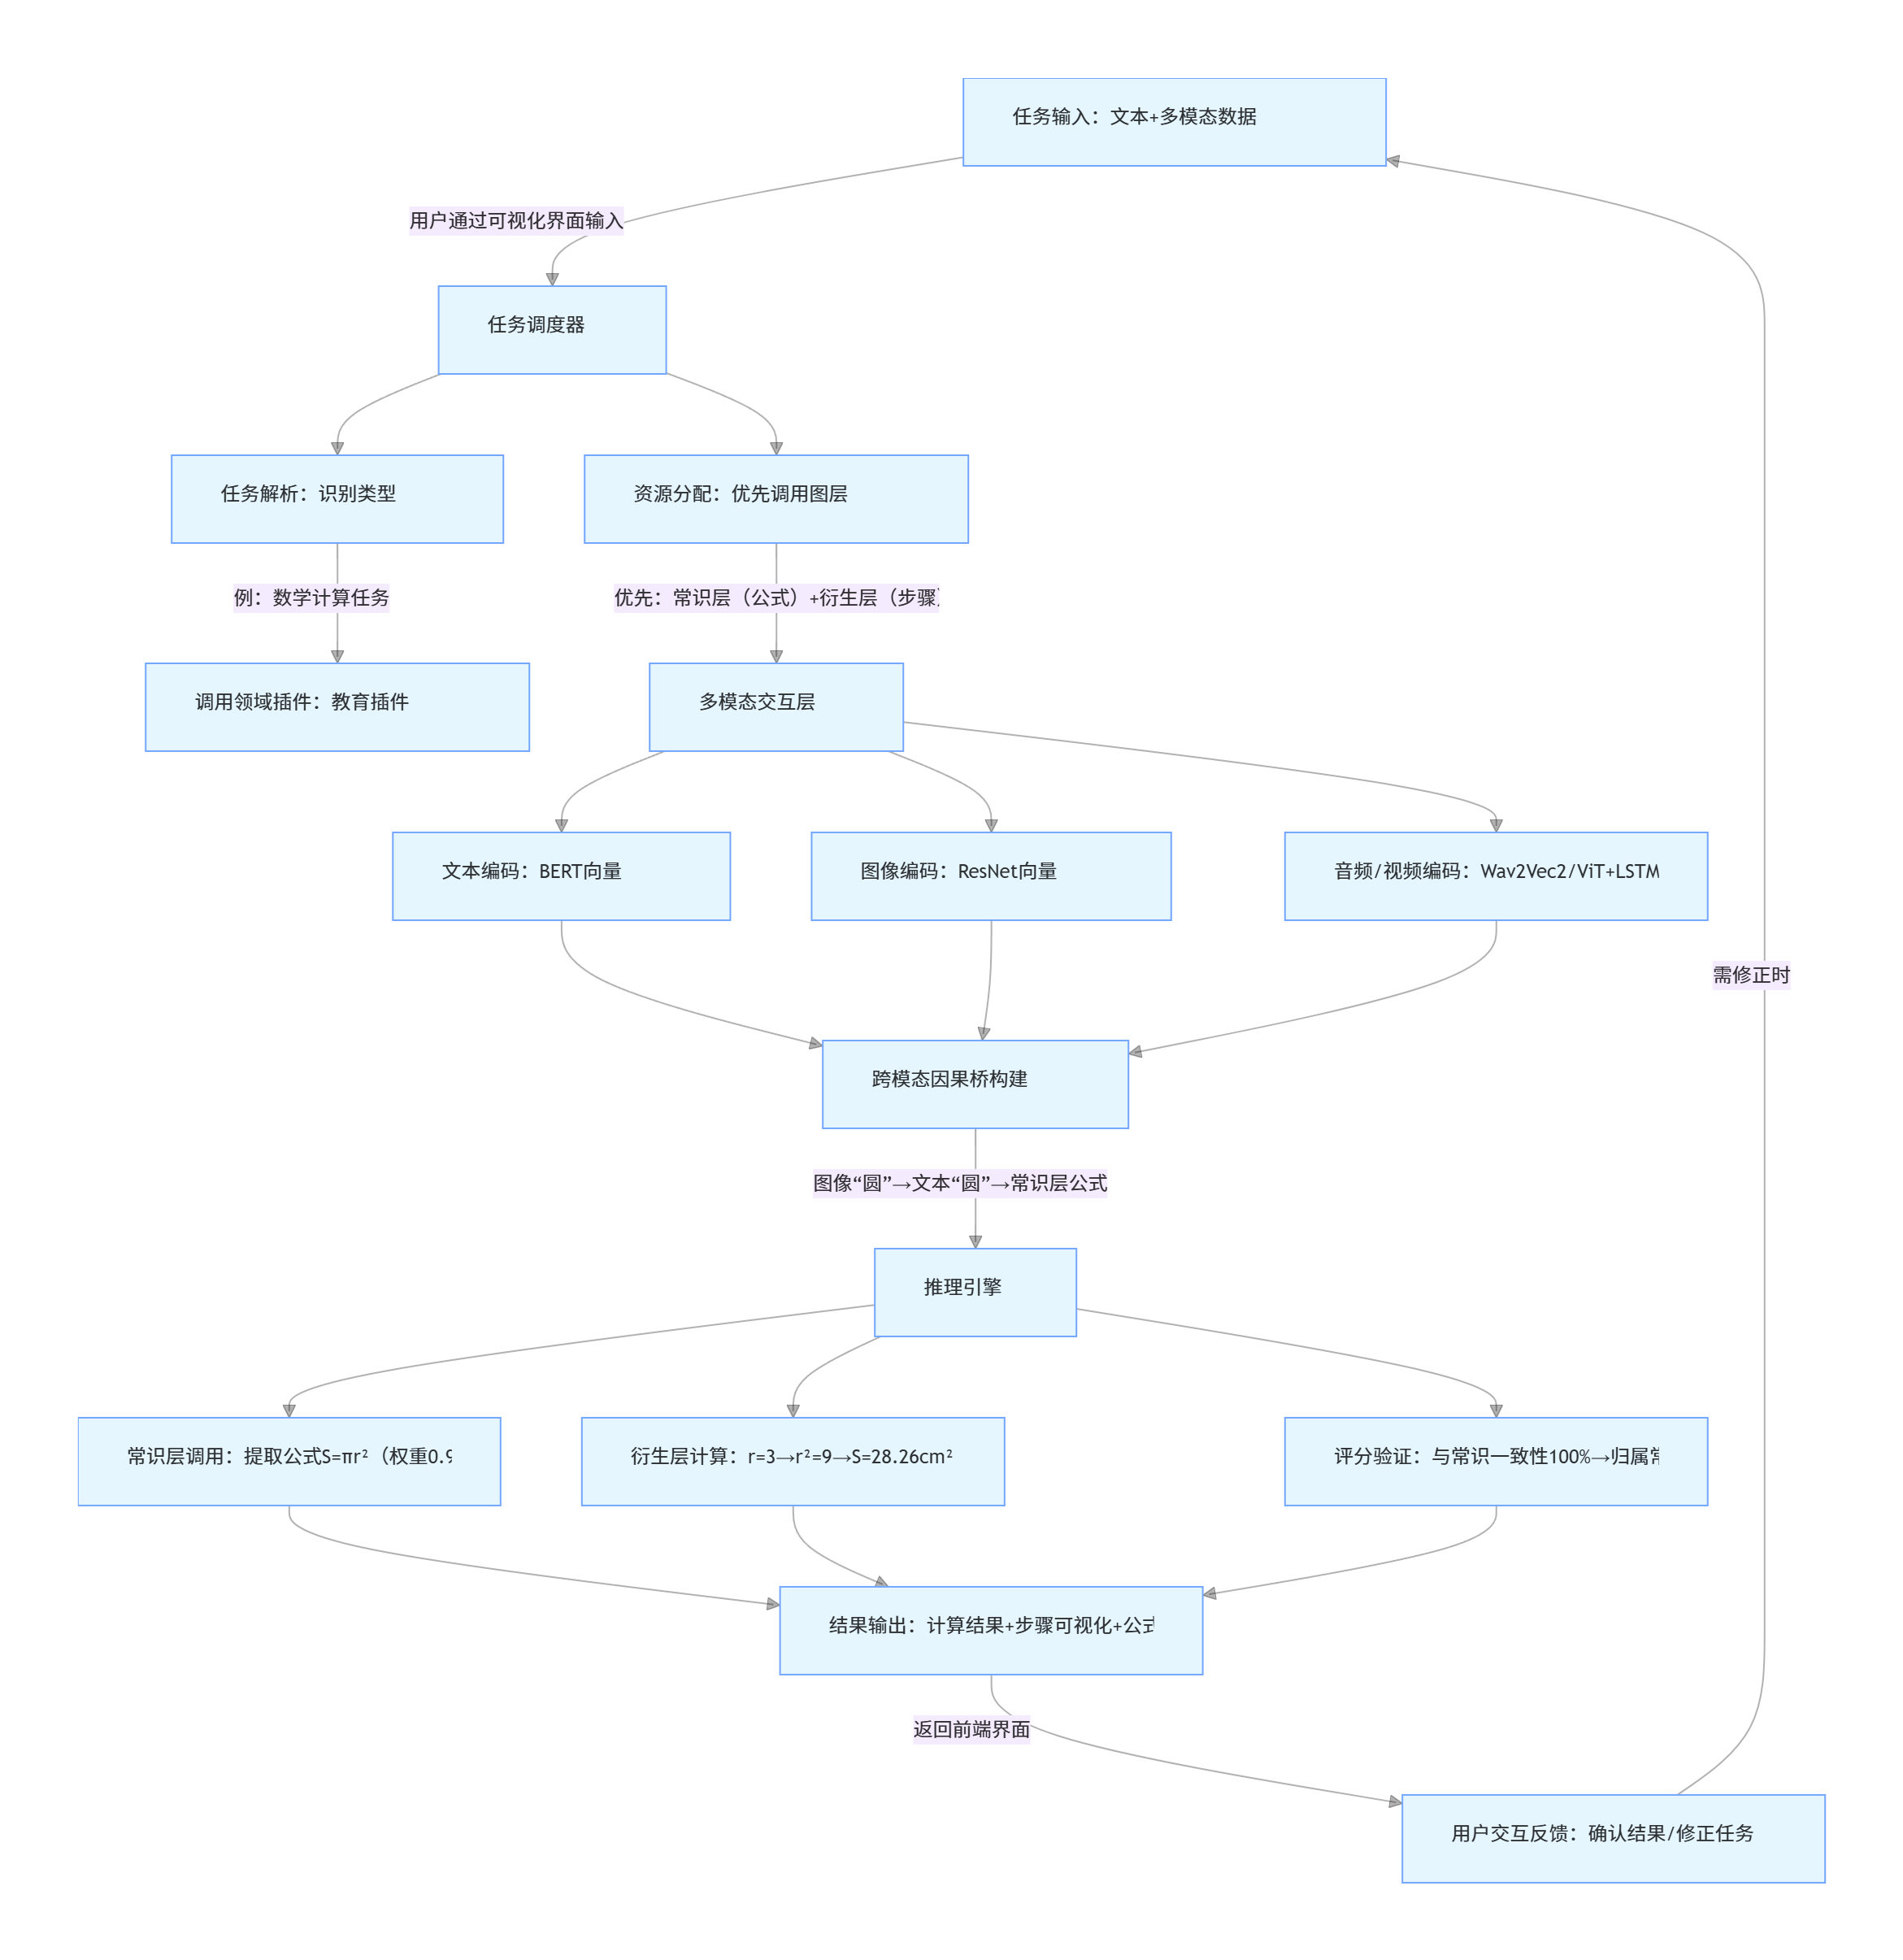 任务输入：文本+多模态数据
用户通过可视化界面输入
任务调度器
任务解析：识别类型
资源分配：优先调用图层
例：数学计算任务
优先：常识层（公式）+衍生层（步骤）
调用领域插件：教育插件
多模态交互层
文本编码：BERT向量
图像编码：ResNet向量
音频/视频编码：Wav2Vec2/ViT+LSTM
需修正时
跨模态因果桥构建
图像“圆”→文本“圆”→常识层公式
推理引擎
常识层调用：提取公式S=πr²（权重0.9
衍生层计算：r=3→r²=9→S=28.26cm²
评分验证：与常识一致性100%→归属
结果输出：计算结果+步骤可视化+公式
返回前端界面
用户交互反馈：确认结果/修正任务